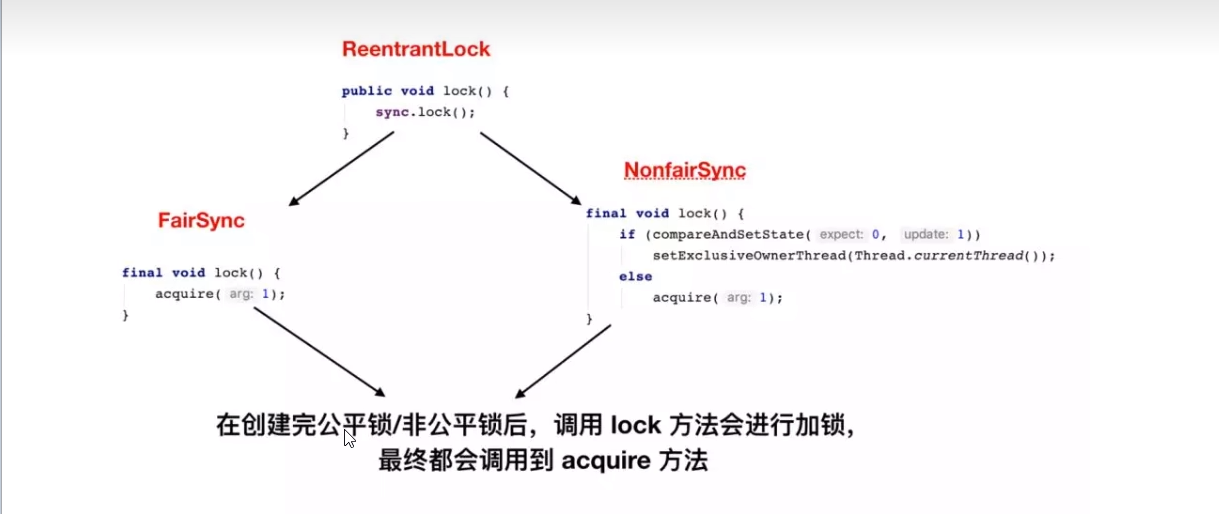 ReentrantLock
public void lock() {
sync.lock();
}
FairSync
final void lock() {
acquire( arg: 1);
}
NonfairSync
final void lock() {
if (compareAndSetState( expect: 0, update: 1))
setExclusiveOwnerThread(Thread.currentThread());
else
acquire( arg: 1);
}
在创建完公平锁/非公平锁后，调用 lock 方法会进行加锁，
最终都会调用到 acquire 方法